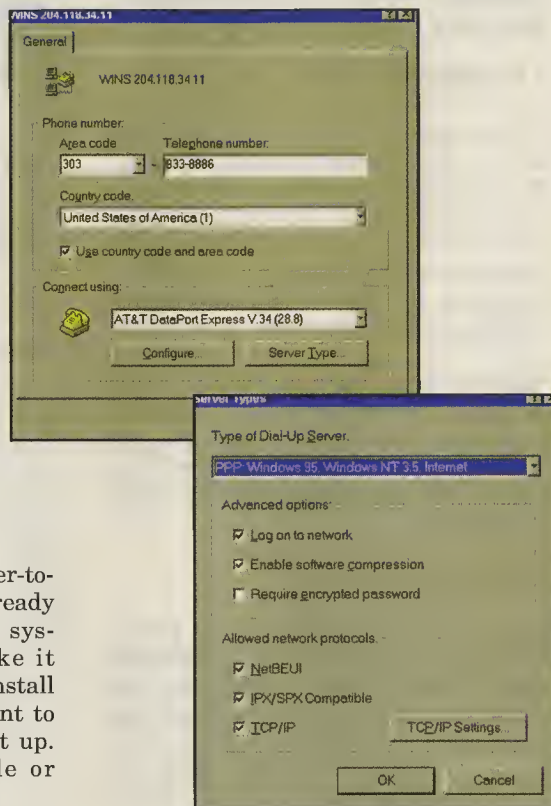 WINS 204.118.34.11
General
WINS 204.118.34.11
Phone number:
Area code Telephone number:
303 - 833-8886
Country code.
United States of America (1)
Use country code and area code
Connect using:
AT&T DataPort Express V.34 (28.8)
Configure... Server Type...
Server Types
Type of Dial-Up Server.
PPP: Windows 95, Windows NT 3.5, Internet
Advanced options:
Log on to network
Enable software compression
Require encrypted password
Allowed network protocols.
NetBEUI
IPX/SPX Compatible
TCP/IP TCP/IP Settings...
OK Cancel
er-to-
ready
sys-
ke it
nstall
nt to
t up.
le or